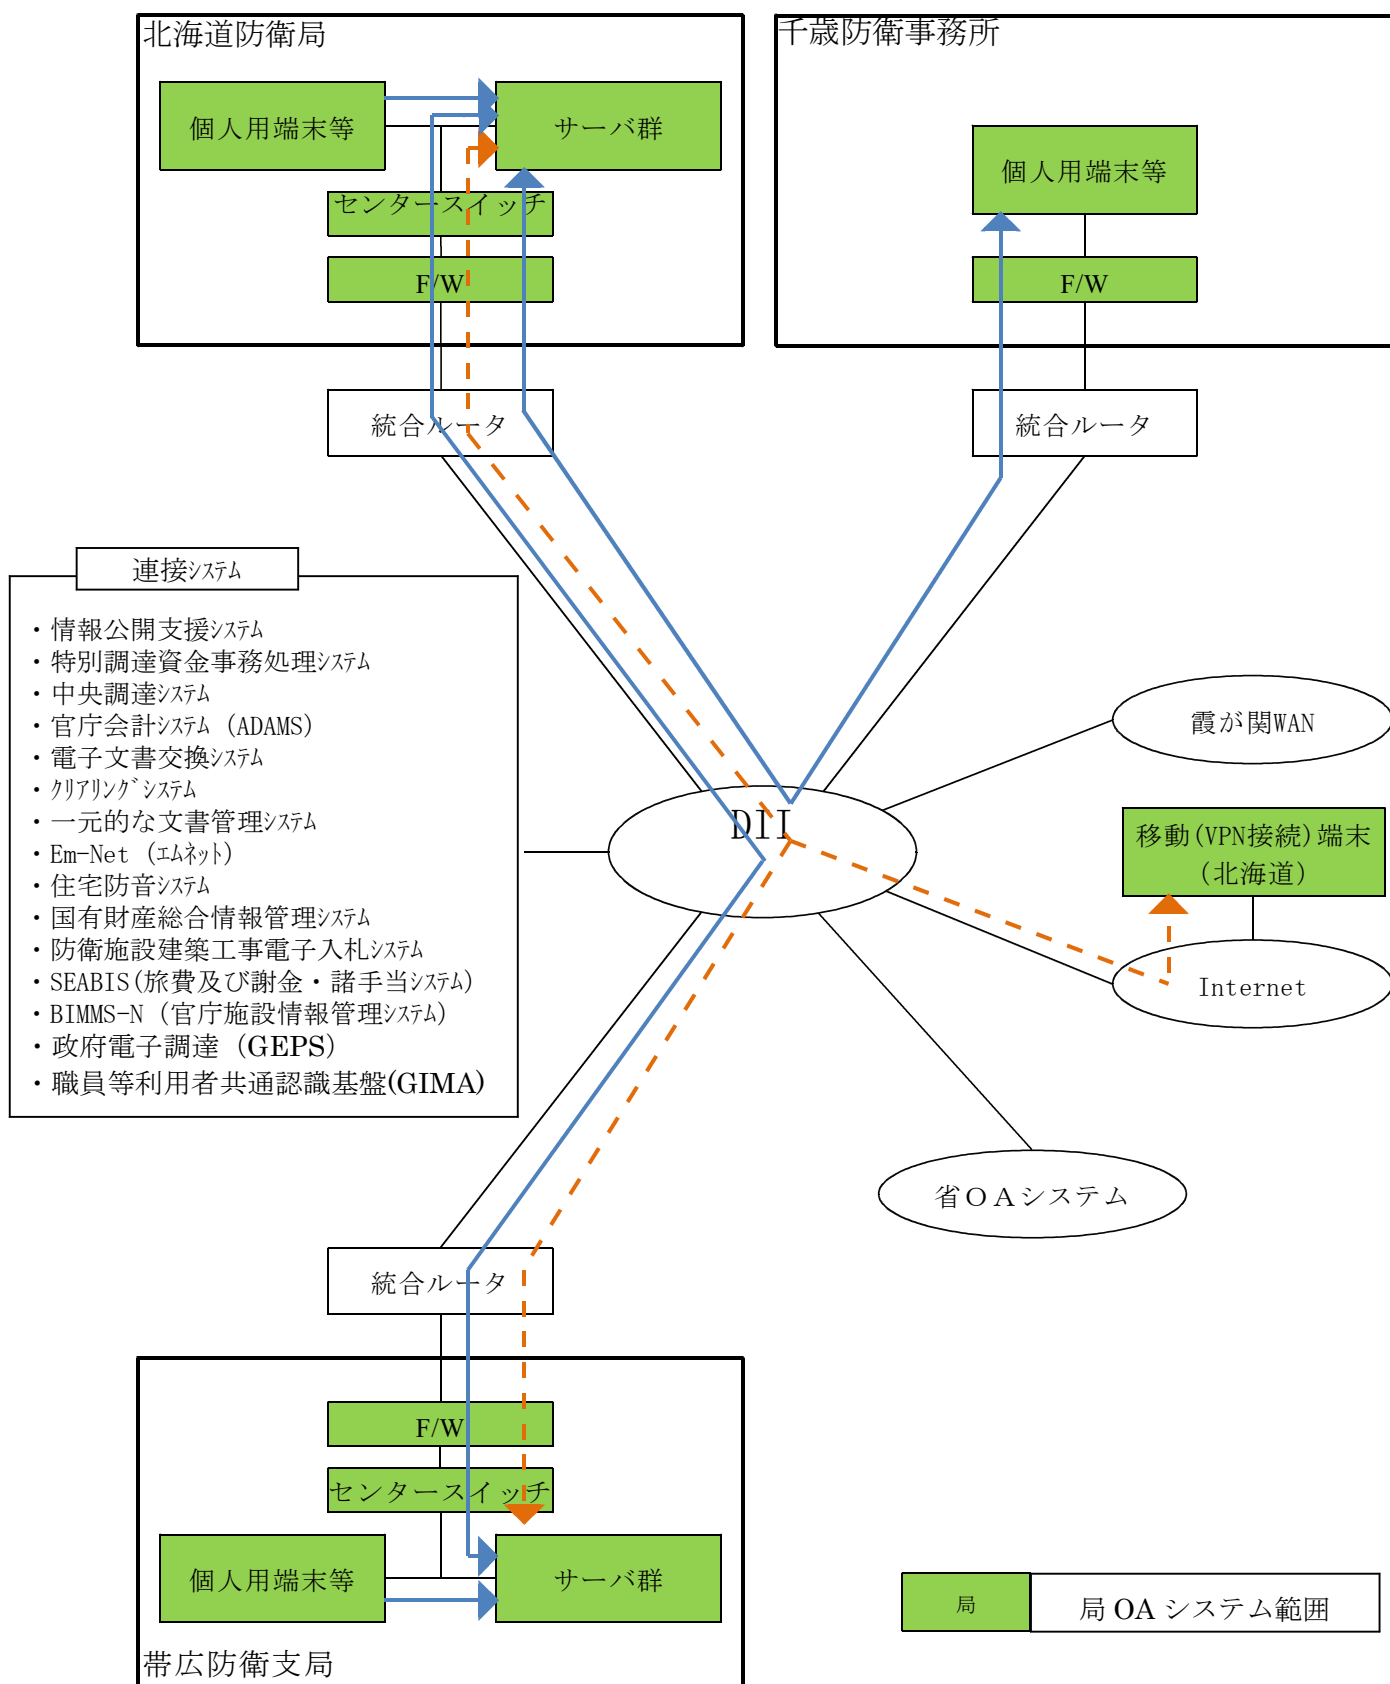 北海道防衛局
千歳防衛事務所
個人用端末等
サーバ群
個人用端末等
センタースイッチ
F/W
F/W
統合ルータ
統合ルータ
連接システム
・情報公開支援システム
・特別調達資金事務処理システム
・中央調達システム
・官庁会計システム（ADAMS）
・電子文書交換システム
・クリアリング゛システム
・一元的な文書管理システム
・Em-Net（エムネット）
・住宅防音システム
・国有財産総合情報管理システム
・防衛施設建築工事電子入札システム
・SEABIS(旅費及び謝金・諸手当システム)
・BIMMS-N（官庁施設情報管理システム）
・政府電子調達（GEPS）
・職員等利用者共通認識基盤(GIMA)
霞が関WAN
DII
移動(VPN接続)端末
（北海道）
Internet
省ＯＡシステム
統合ルータ
F/W
センタースイッチ
個人用端末等
サーバ群
帯広防衛支局
局
局 OA システム範囲